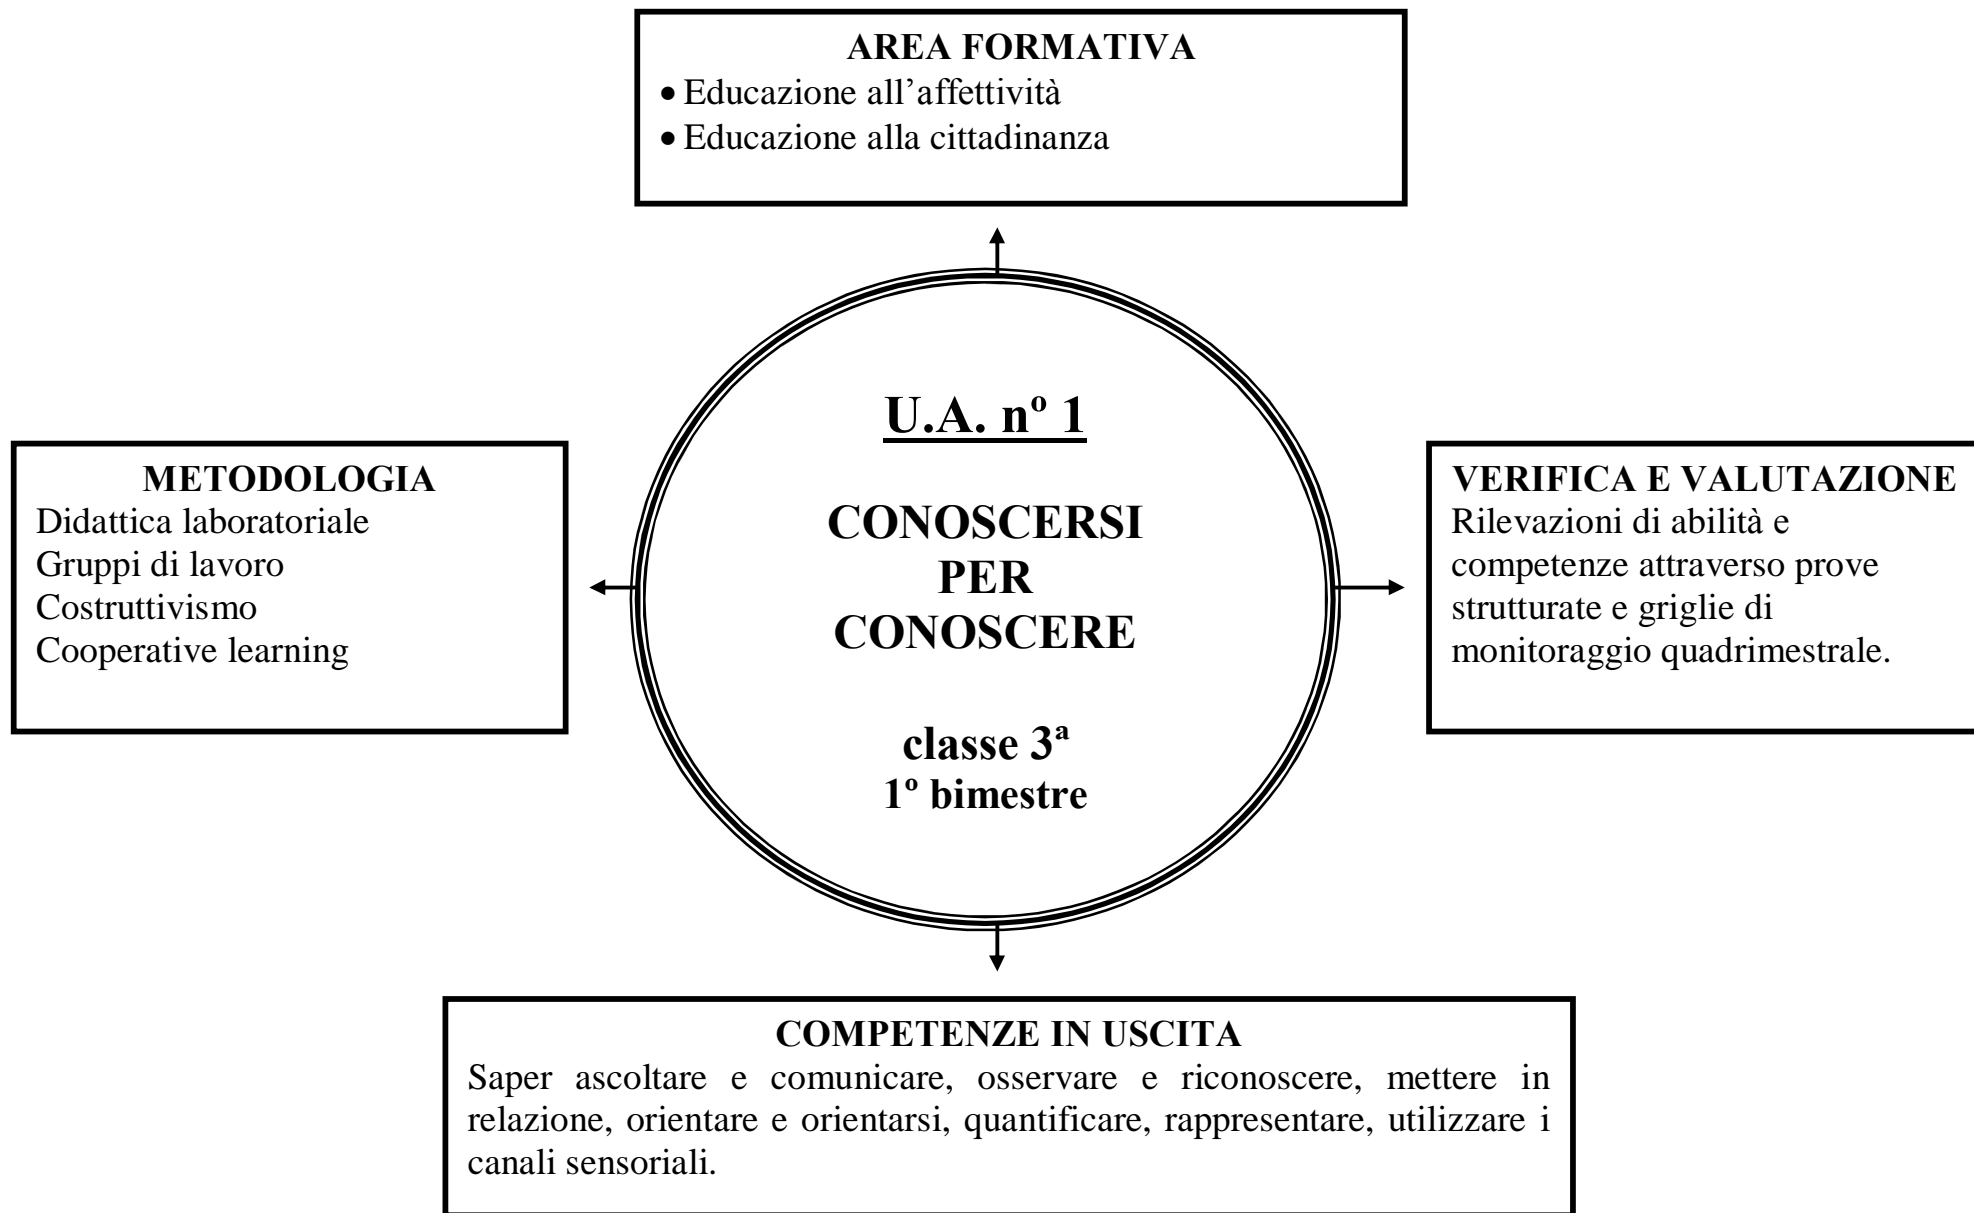 AREA FORMATIVA
• Educazione all’affettività
• Educazione alla cittadinanza
METODOLOGIA
Didattica laboratoriale
Gruppi di lavoro
Costruttivismo
Cooperative learning
U.A. nº 1
CONOSCERSI
PER
CONOSCERE
classe 3ª
1º bimestre
VERIFICA E VALUTAZIONE
Rilevazioni di abilità e
competenze attraverso prove
strutturate e griglie di
monitoraggio quadrimestrale.
COMPETENZE IN USCITA
Saper ascoltare e comunicare, osservare e riconoscere, mettere in
relazione, orientare e orientarsi, quantificare, rappresentare, utilizzare i
canali sensoriali.